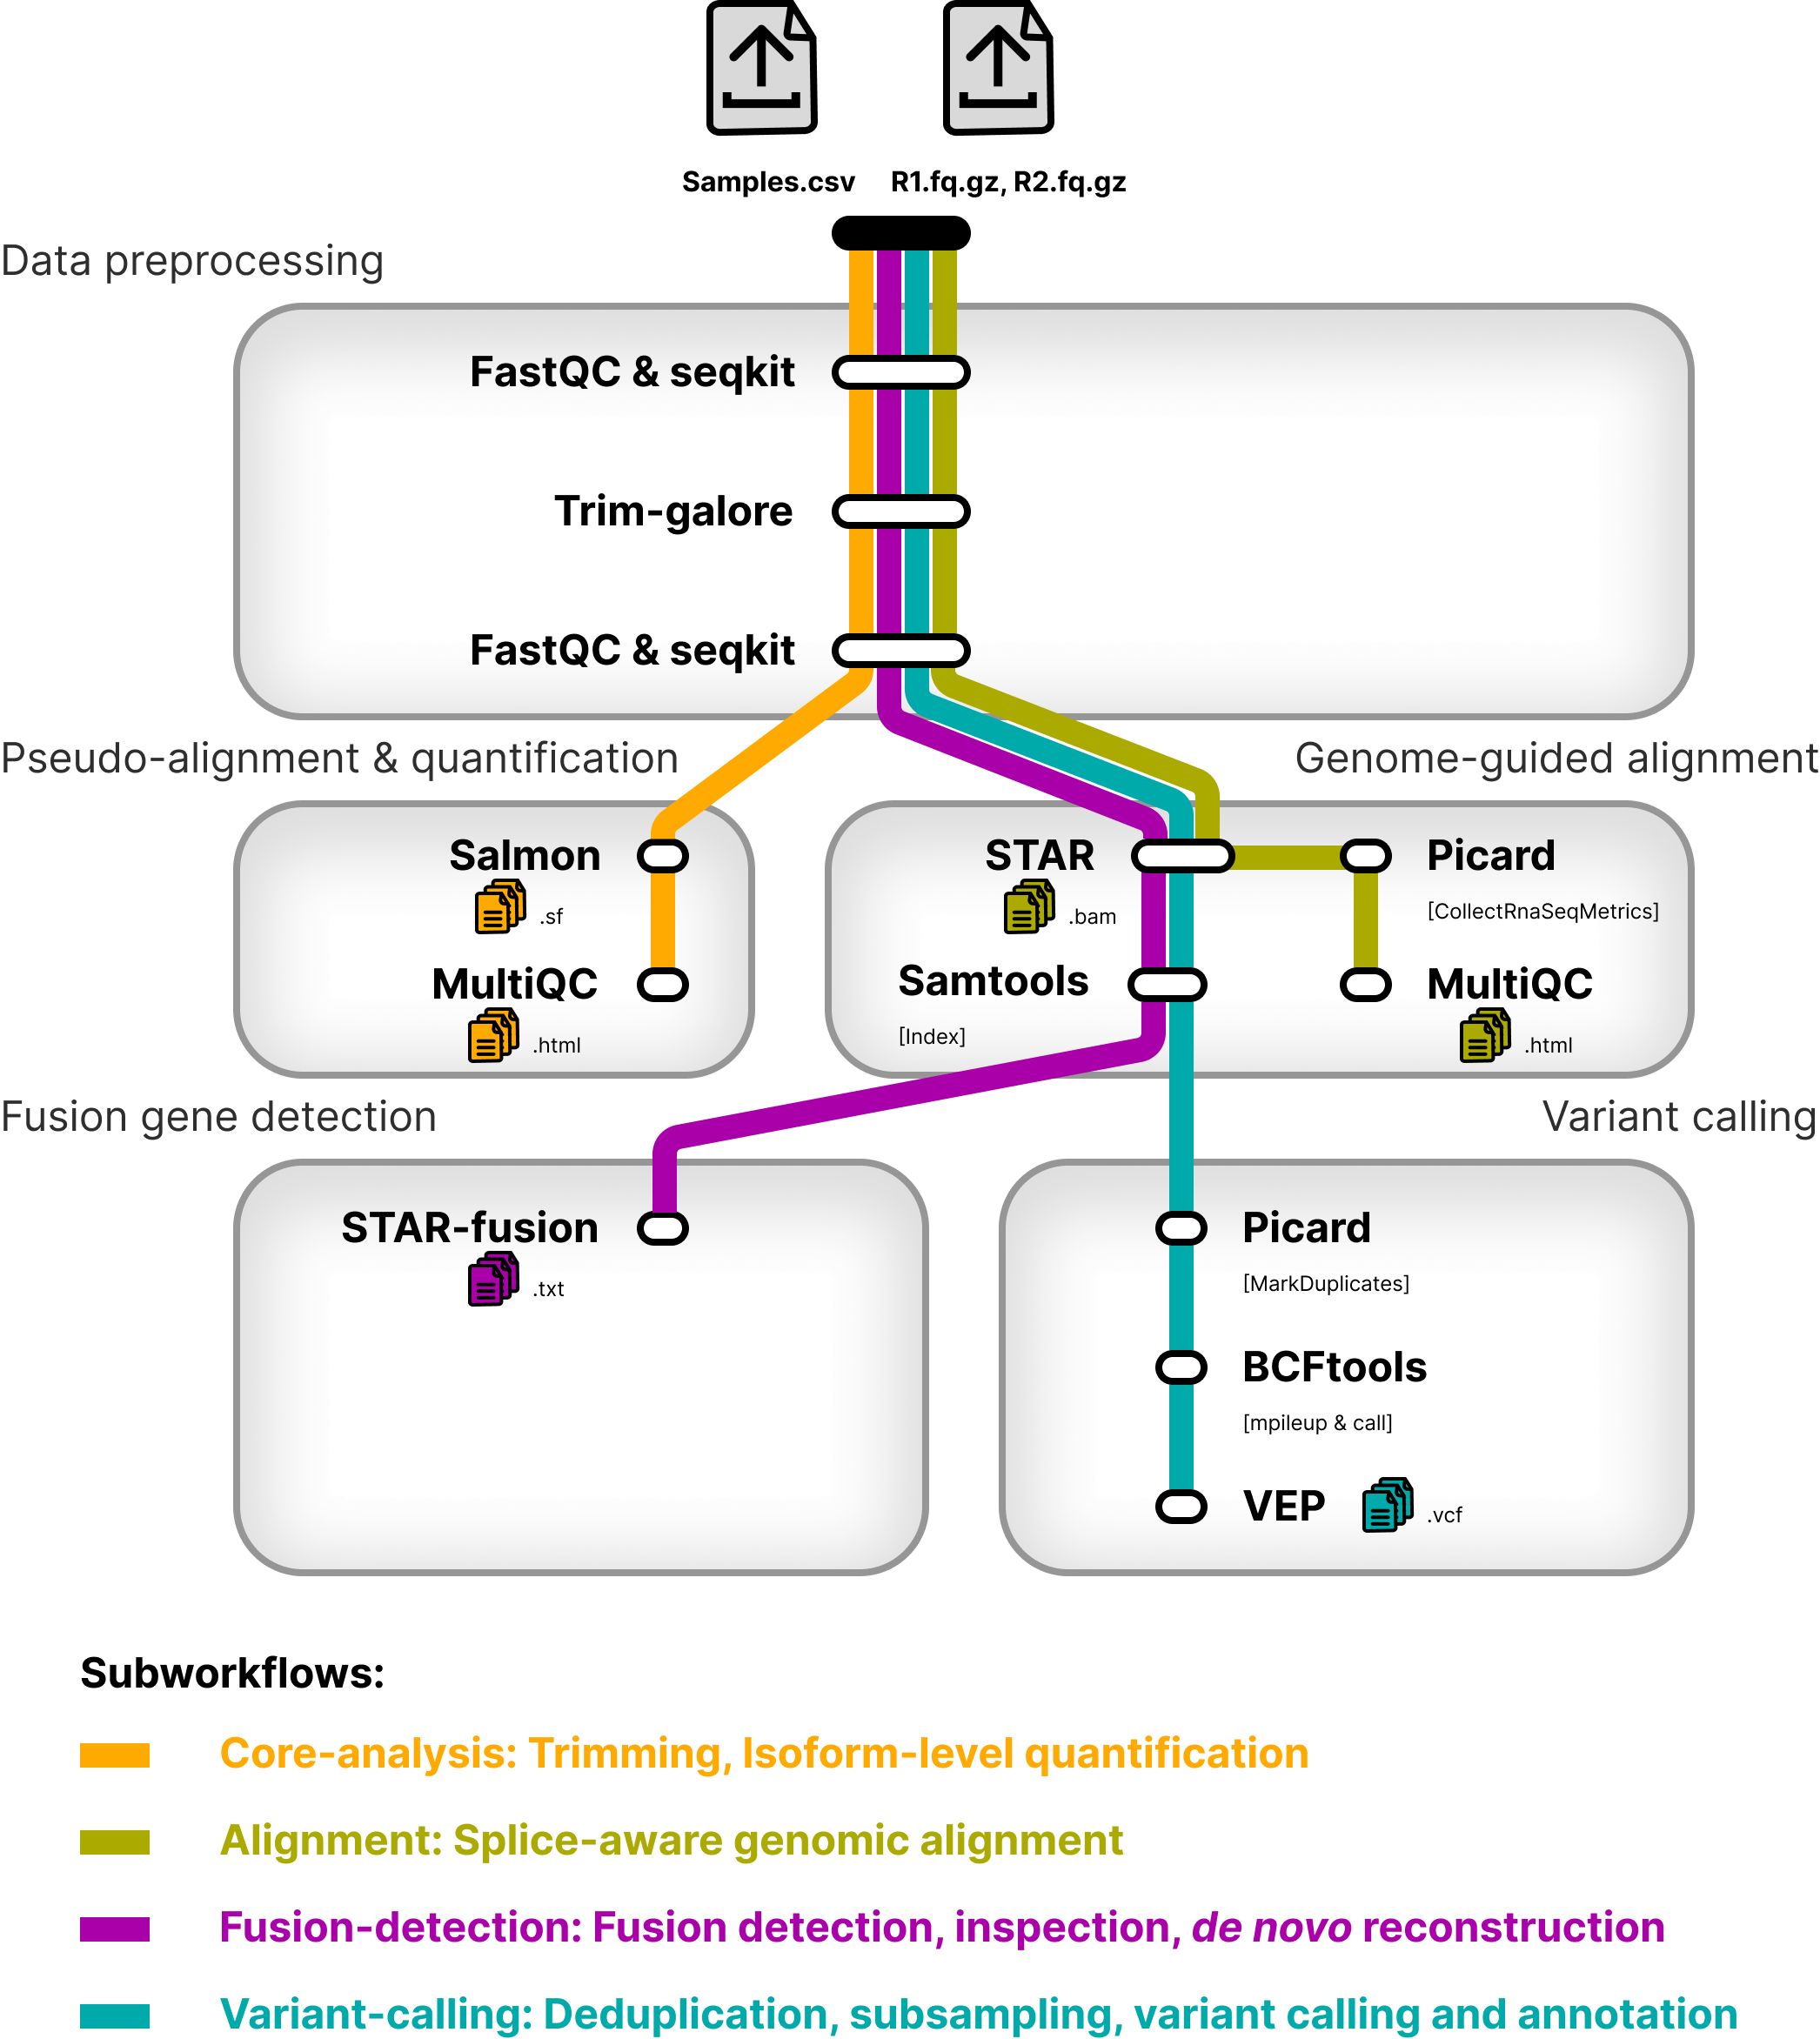 Samples.csv
R1.fq.gz, R2.fq.gz
Data preprocessing
FastQC & seqkit
Trim-galore
FastQC & seqkit
Pseudo-alignment & quantification
Salmon
.sf
MultiQC
.html
Genome-guided alignment
STAR
.bam
Samtools
[Index]
Picard
[CollectRnaSeqMetrics]
MultiQC
.html
Fusion gene detection
STAR-fusion
.txt
Variant calling
Picard
[MarkDuplicates]
BCFtools
[mpileup & call]
VEP
.vcf
Subworkflows:
Core-analysis: Trimming, Isoform-level quantification
Alignment: Splice-aware genomic alignment
Fusion-detection: Fusion detection, inspection, de novo reconstruction
Variant-calling: Deduplication, subsampling, variant calling and annotation